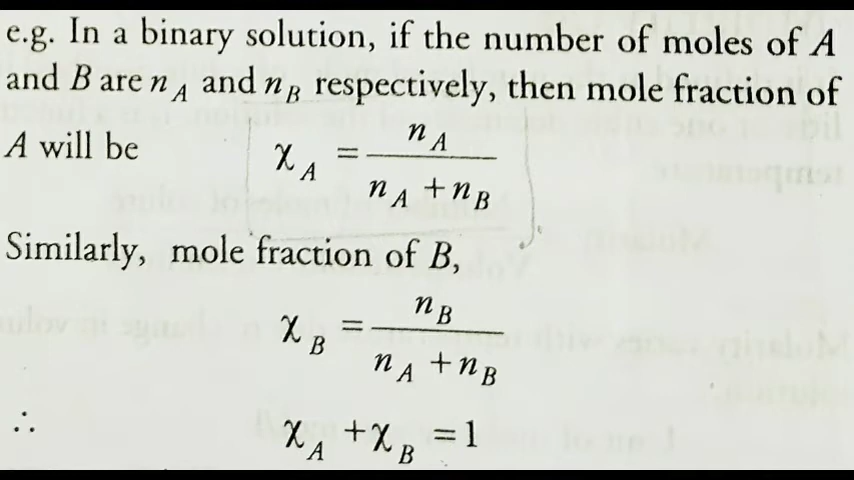 e.g. In a binary solution, if the number of moles of A
and B are n_A and n_B respectively, then mole fraction of
A will be χ_A = n_A / (n_A + n_B)
Similarly, mole fraction of B,
χ_B = n_B / (n_A + n_B)
∴ χ_A + χ_B = 1